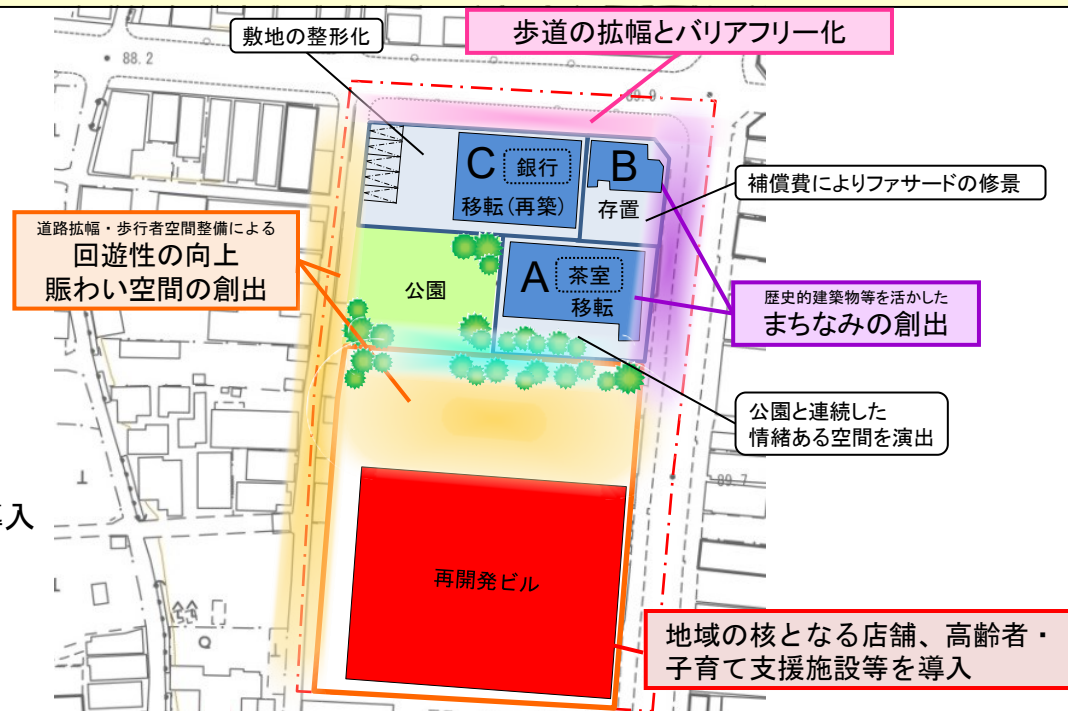 敷地の整形化
歩道の拡幅とバリアフリー化
88.2
89.9
C 銀行
移転(再築)
B
存置
補償費によりファサードの修景
道路拡幅・歩行者空間整備による
回遊性の向上
賑わい空間の創出
公園
A 茶室
移転
歴史的建築物等を活かした
まちなみの創出
公園と連続した
情緒ある空間を演出
89.7
入
再開発ビル
地域の核となる店舗、高齢者・
子育て支援施設等を導入